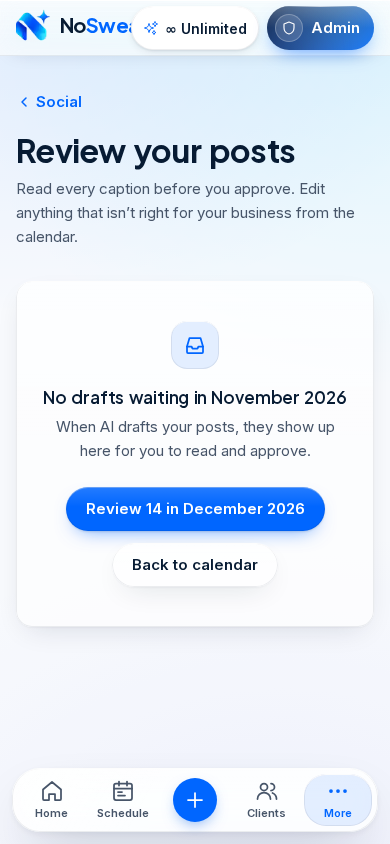 NoSwea
∞ Unlimited
Admin
Social
Review your posts
Read every caption before you approve. Edit
anything that isn’t right for your business from the
calendar.
No drafts waiting in November 2026
When AI drafts your posts, they show up
here for you to read and approve.
Review 14 in December 2026
Back to calendar
Home
Schedule
Clients
More